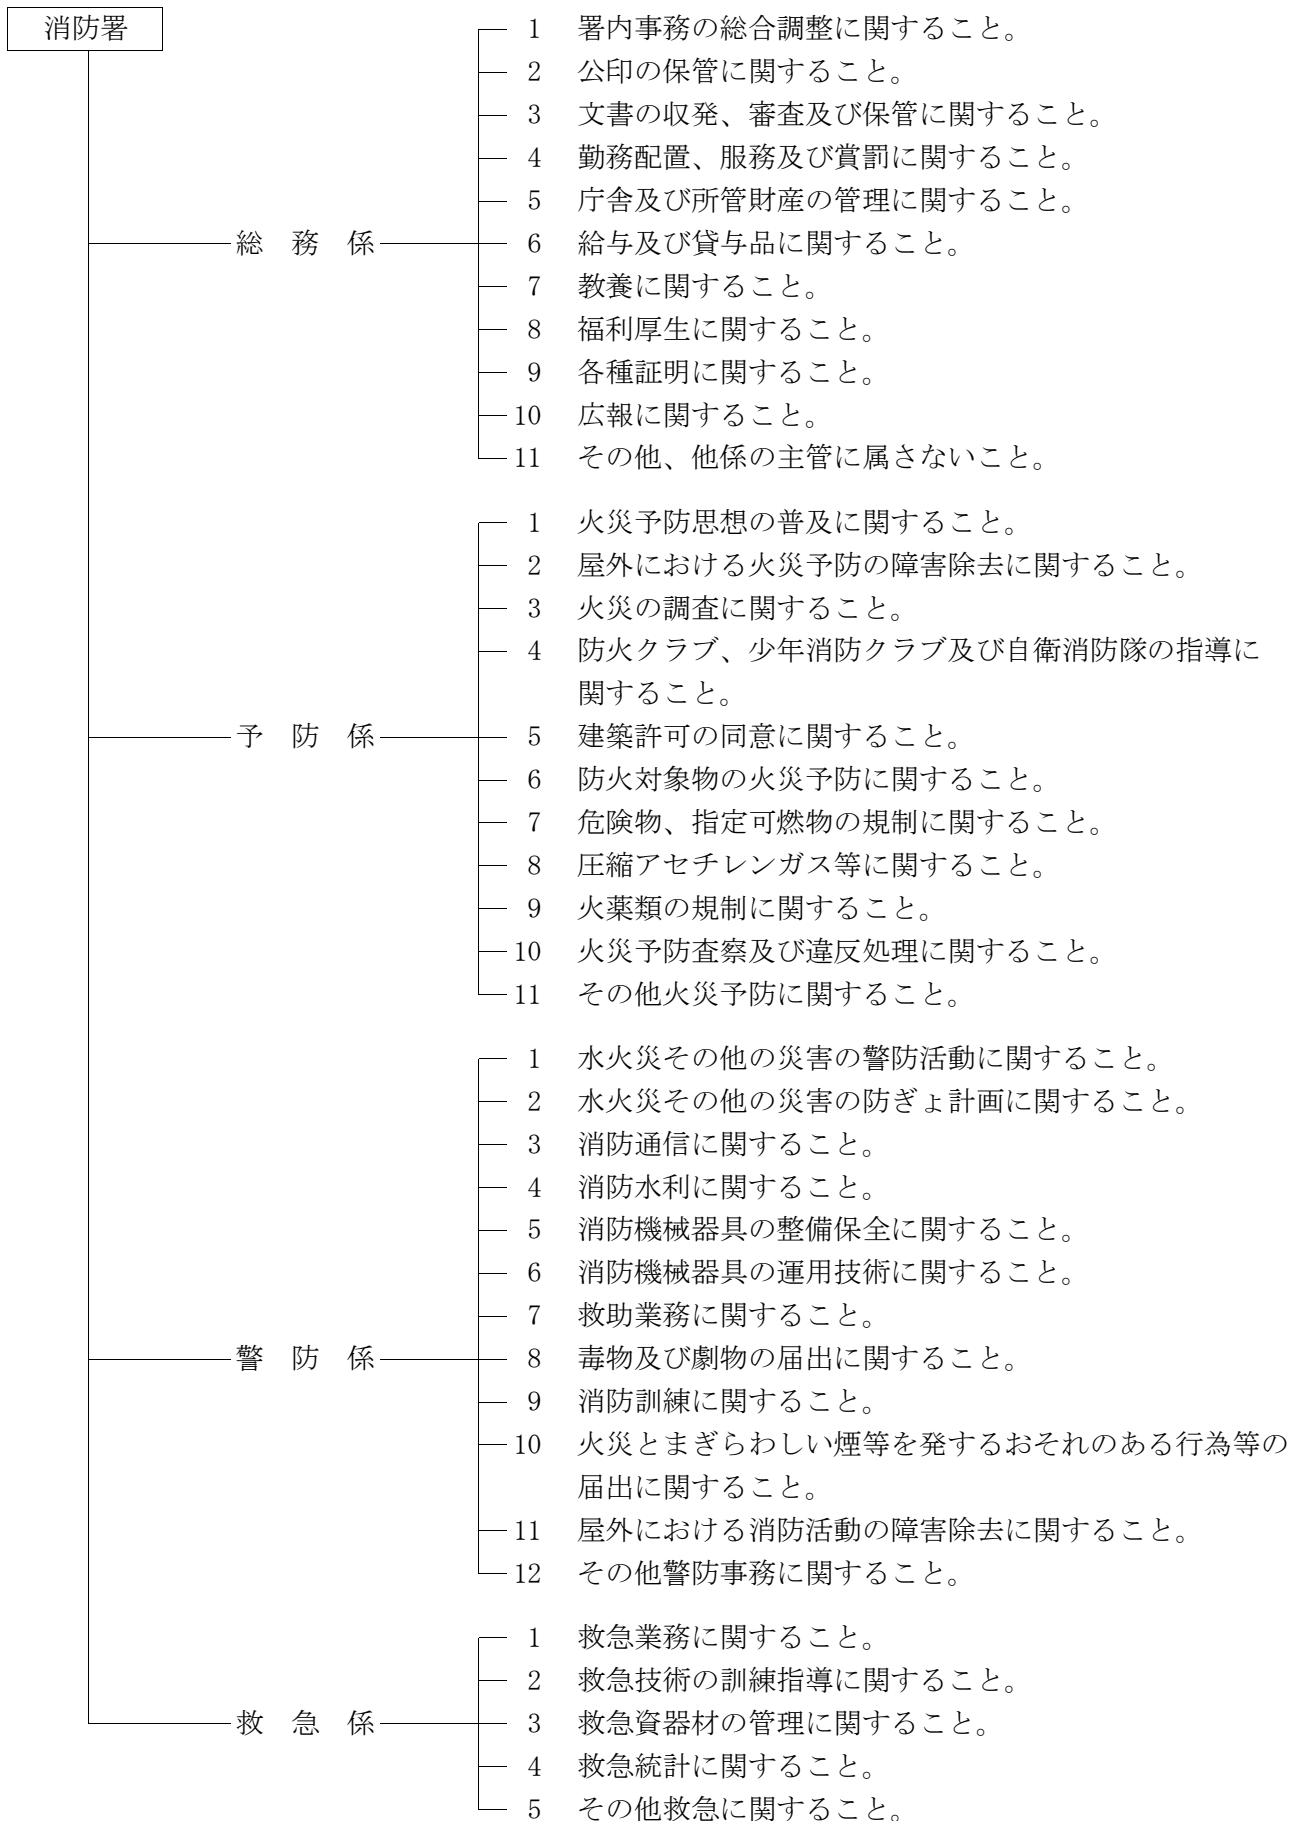 消防署
総務係
1 署内事務の総合調整に関すること。
2 公印の保管に関すること。
3 文書の収発、審査及び保管に関すること。
4 勤務配置、服務及び賞罰に関すること。
5 庁舎及び所管財産の管理に関すること。
6 給与及び貸与品に関すること。
7 教養に関すること。
8 福利厚生に関すること。
9 各種証明に関すること。
10 広報に関すること。
11 その他、他係の主管に属さないこと。
予防係
1 火災予防思想の普及に関すること。
2 屋外における火災予防の障害除去に関すること。
3 火災の調査に関すること。
4 防火クラブ、少年消防クラブ及び自衛消防隊の指導に
関すること。
5 建築許可の同意に関すること。
6 防火対象物の火災予防に関すること。
7 危険物、指定可燃物の規制に関すること。
8 圧縮アセチレンガス等に関すること。
9 火薬類の規制に関すること。
10 火災予防査察及び違反処理に関すること。
11 その他火災予防に関すること。
警防係
1 水火災その他の災害の警防活動に関すること。
2 水火災その他の災害の防ぎょ計画に関すること。
3 消防通信に関すること。
4 消防水利に関すること。
5 消防機械器具の整備保全に関すること。
6 消防機械器具の運用技術に関すること。
7 救助業務に関すること。
8 毒物及び劇物の届出に関すること。
9 消防訓練に関すること。
10 火災とまぎらわしい煙等を発するおそれのある行為等の
届出に関すること。
11 屋外における消防活動の障害除去に関すること。
12 その他警防事務に関すること。
救急係
1 救急業務に関すること。
2 救急技術の訓練指導に関すること。
3 救急資器材の管理に関すること。
4 救急統計に関すること。
5 その他救急に関すること。